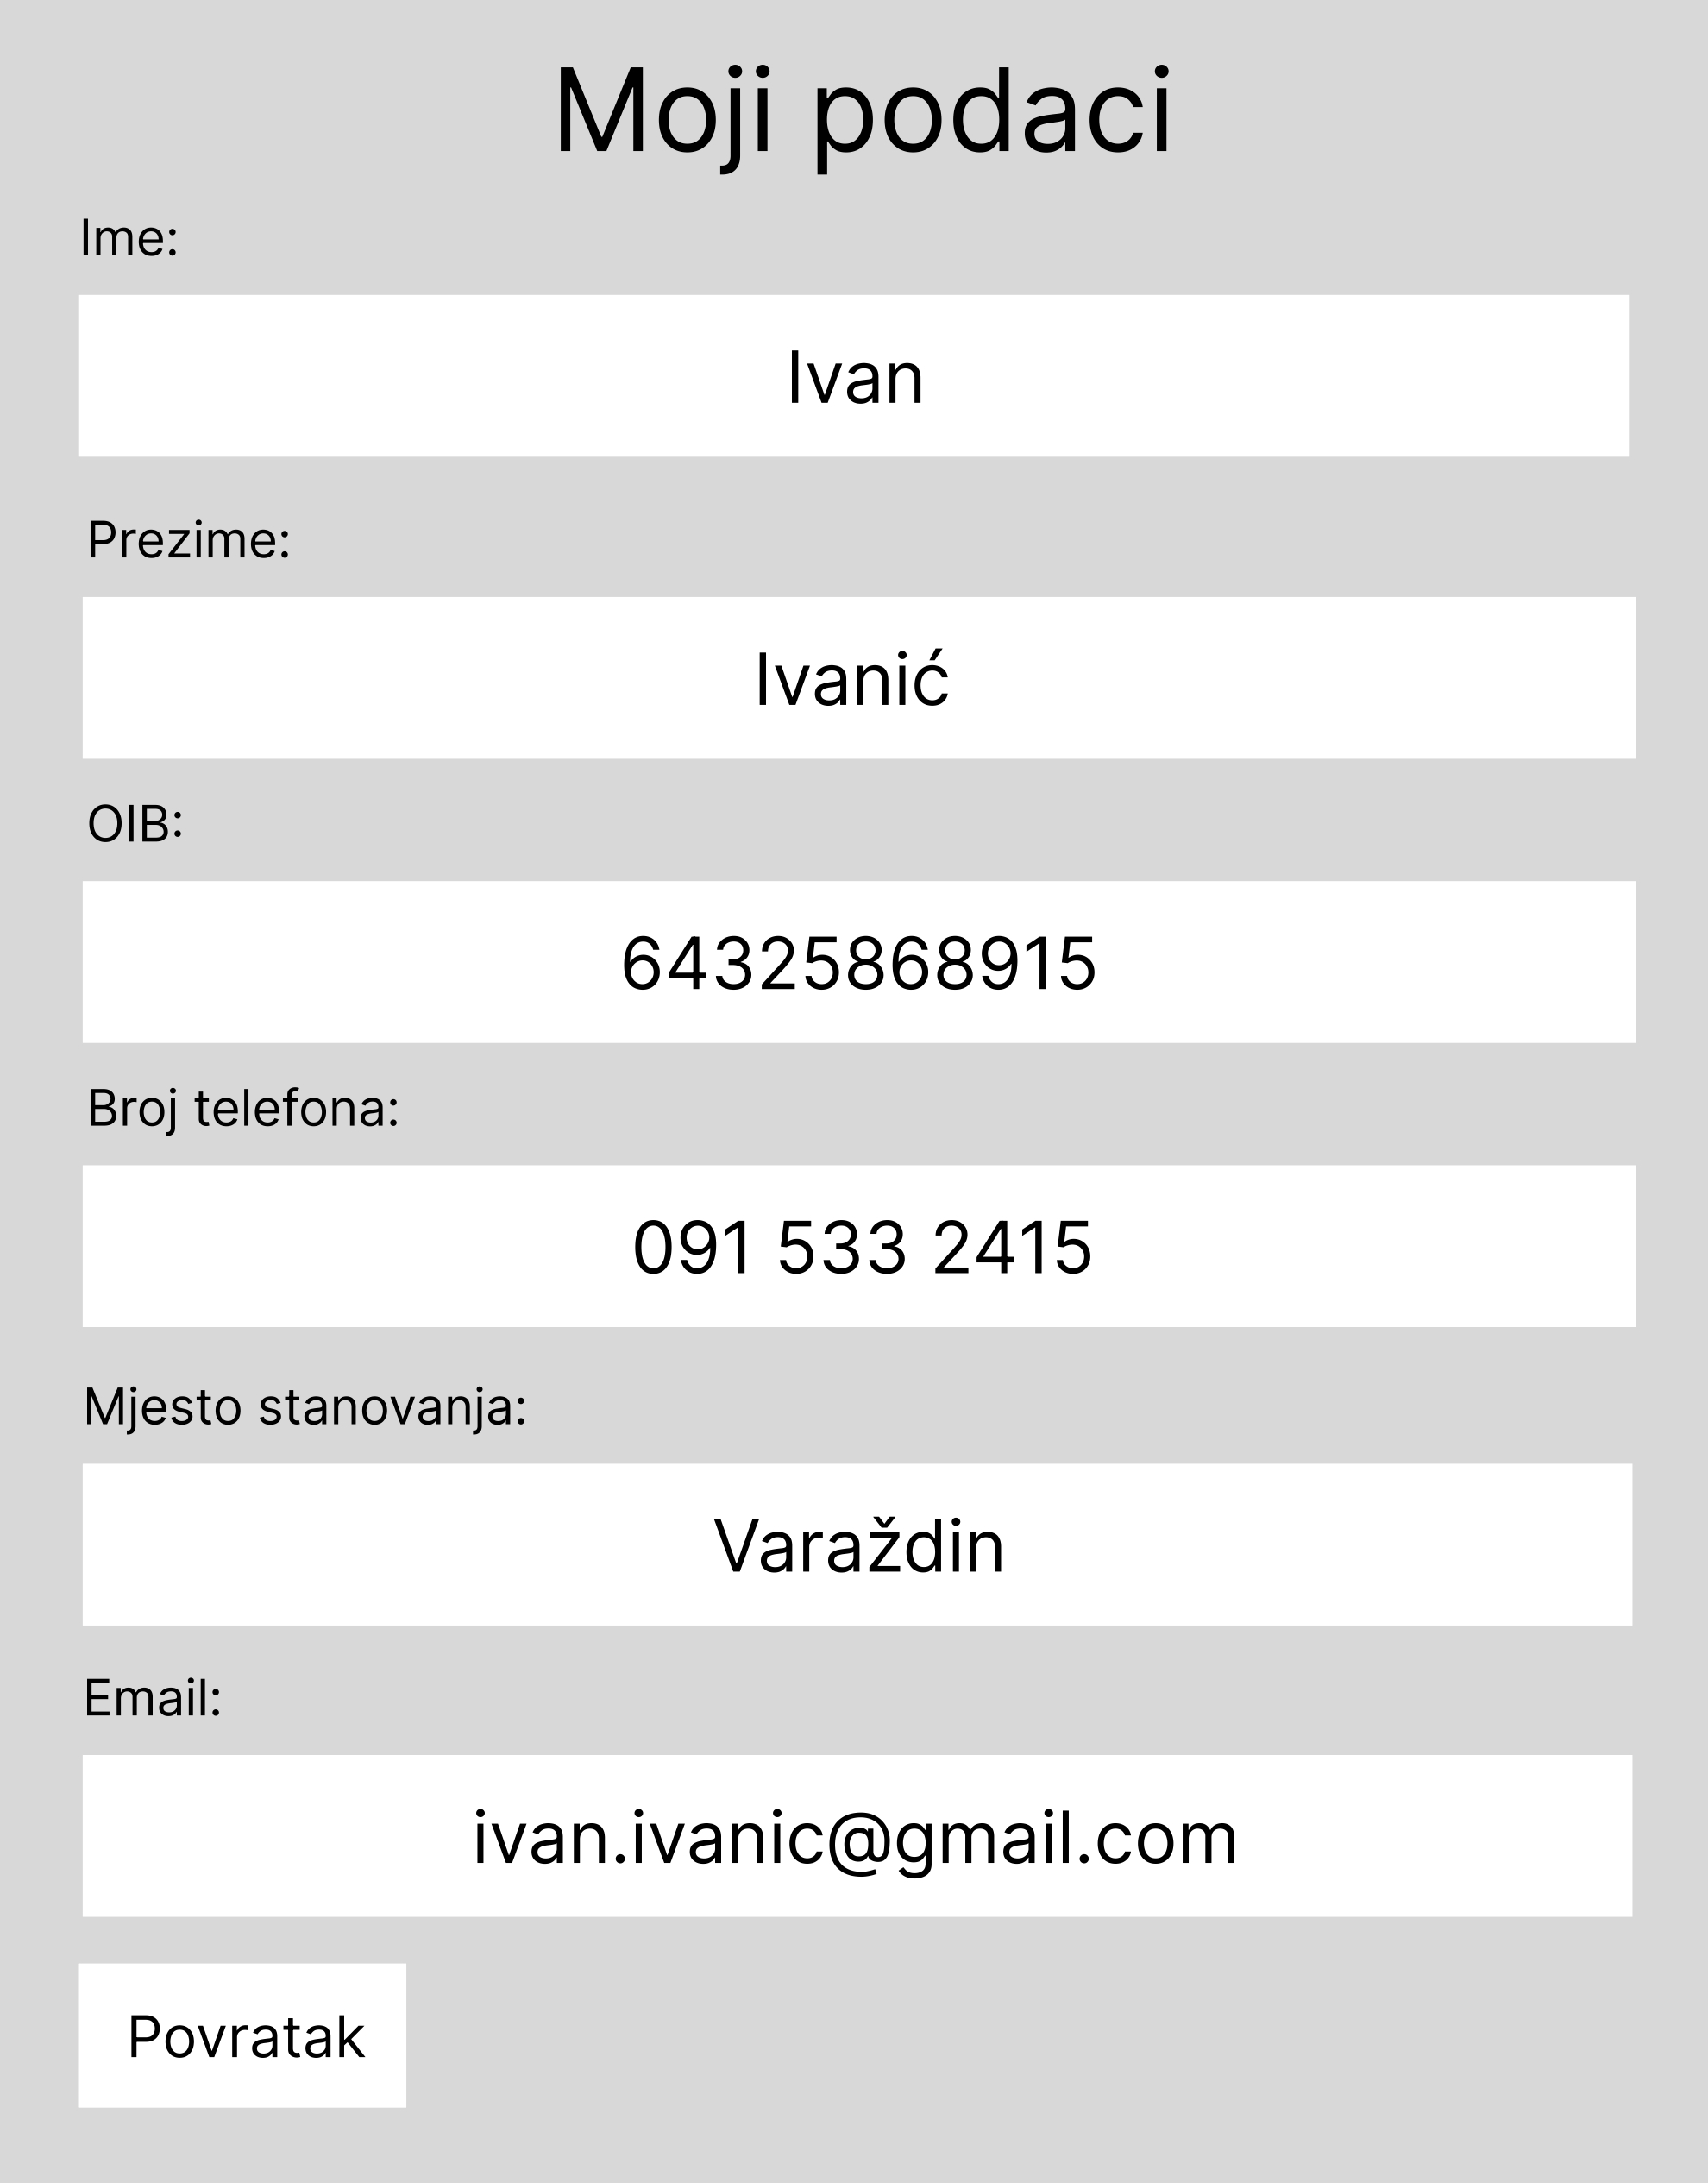 Moji podaci
Ime:
Ivan
Prezime:
Ivanić
OIB:
64325868915
Broj telefona:
091 533 2415
Mjesto stanovanja:
Varaždin
Email:
ivan.ivanic@gmail.com
Povratak